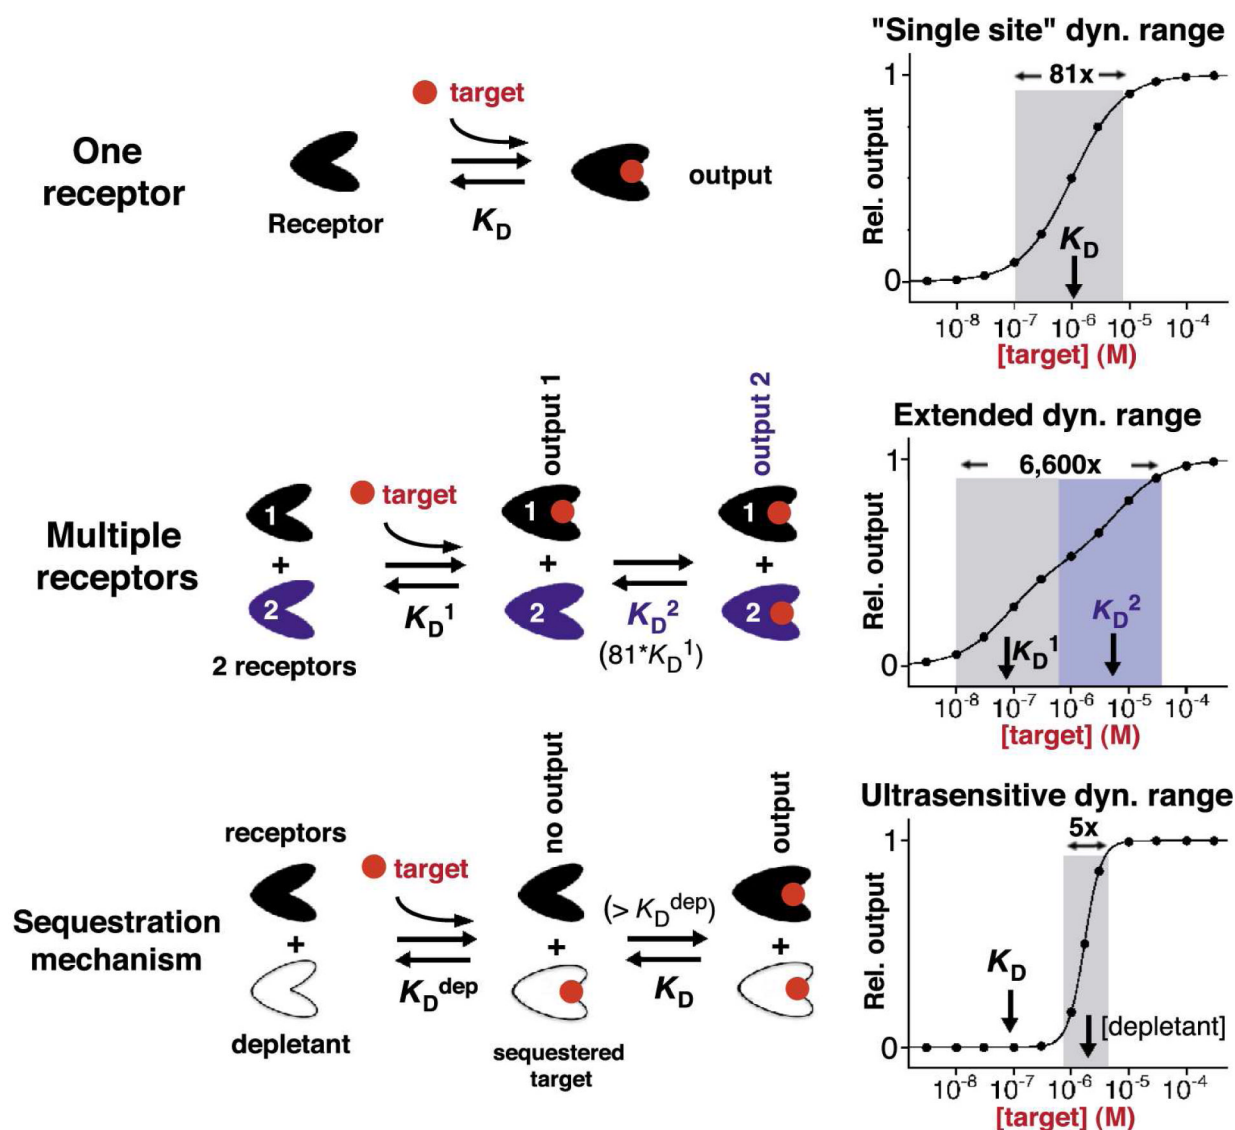 "Single site" dyn. range
One
receptor
target
Receptor
K_D
output
81x
Rel. output
1
0
K_D
10^-8 10^-7 10^-6 10^-5 10^-4
[target] (M)
Multiple
receptors
1
+
2
2 receptors
target
K_D^1
output 1
1
+
2
K_D^2
(81*K_D^1)
output 2
1
+
2
Extended dyn. range
6,600x
Rel. output
1
0
K_D^1
K_D^2
10^-8 10^-7 10^-6 10^-5 10^-4
[target] (M)
Sequestration
mechanism
receptors
+
depletant
target
K_D^dep
no output
+
sequestered
target
(> K_D^dep)
K_D
output
+
Ultrasensitive dyn. range
5x
Rel. output
1
0
K_D
[depletant]
10^-8 10^-7 10^-6 10^-5 10^-4
[target] (M)